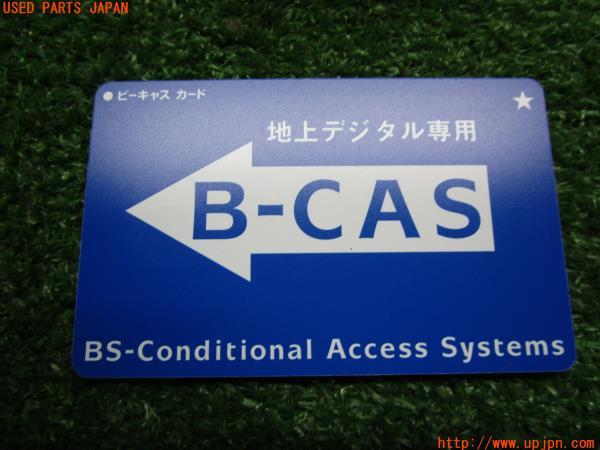 USED PARTS JAPAN
●ビーキャス カード
★
地上デジタル専用
B-CAS
BS-Conditional Access Systems
http://www.upjpn.com